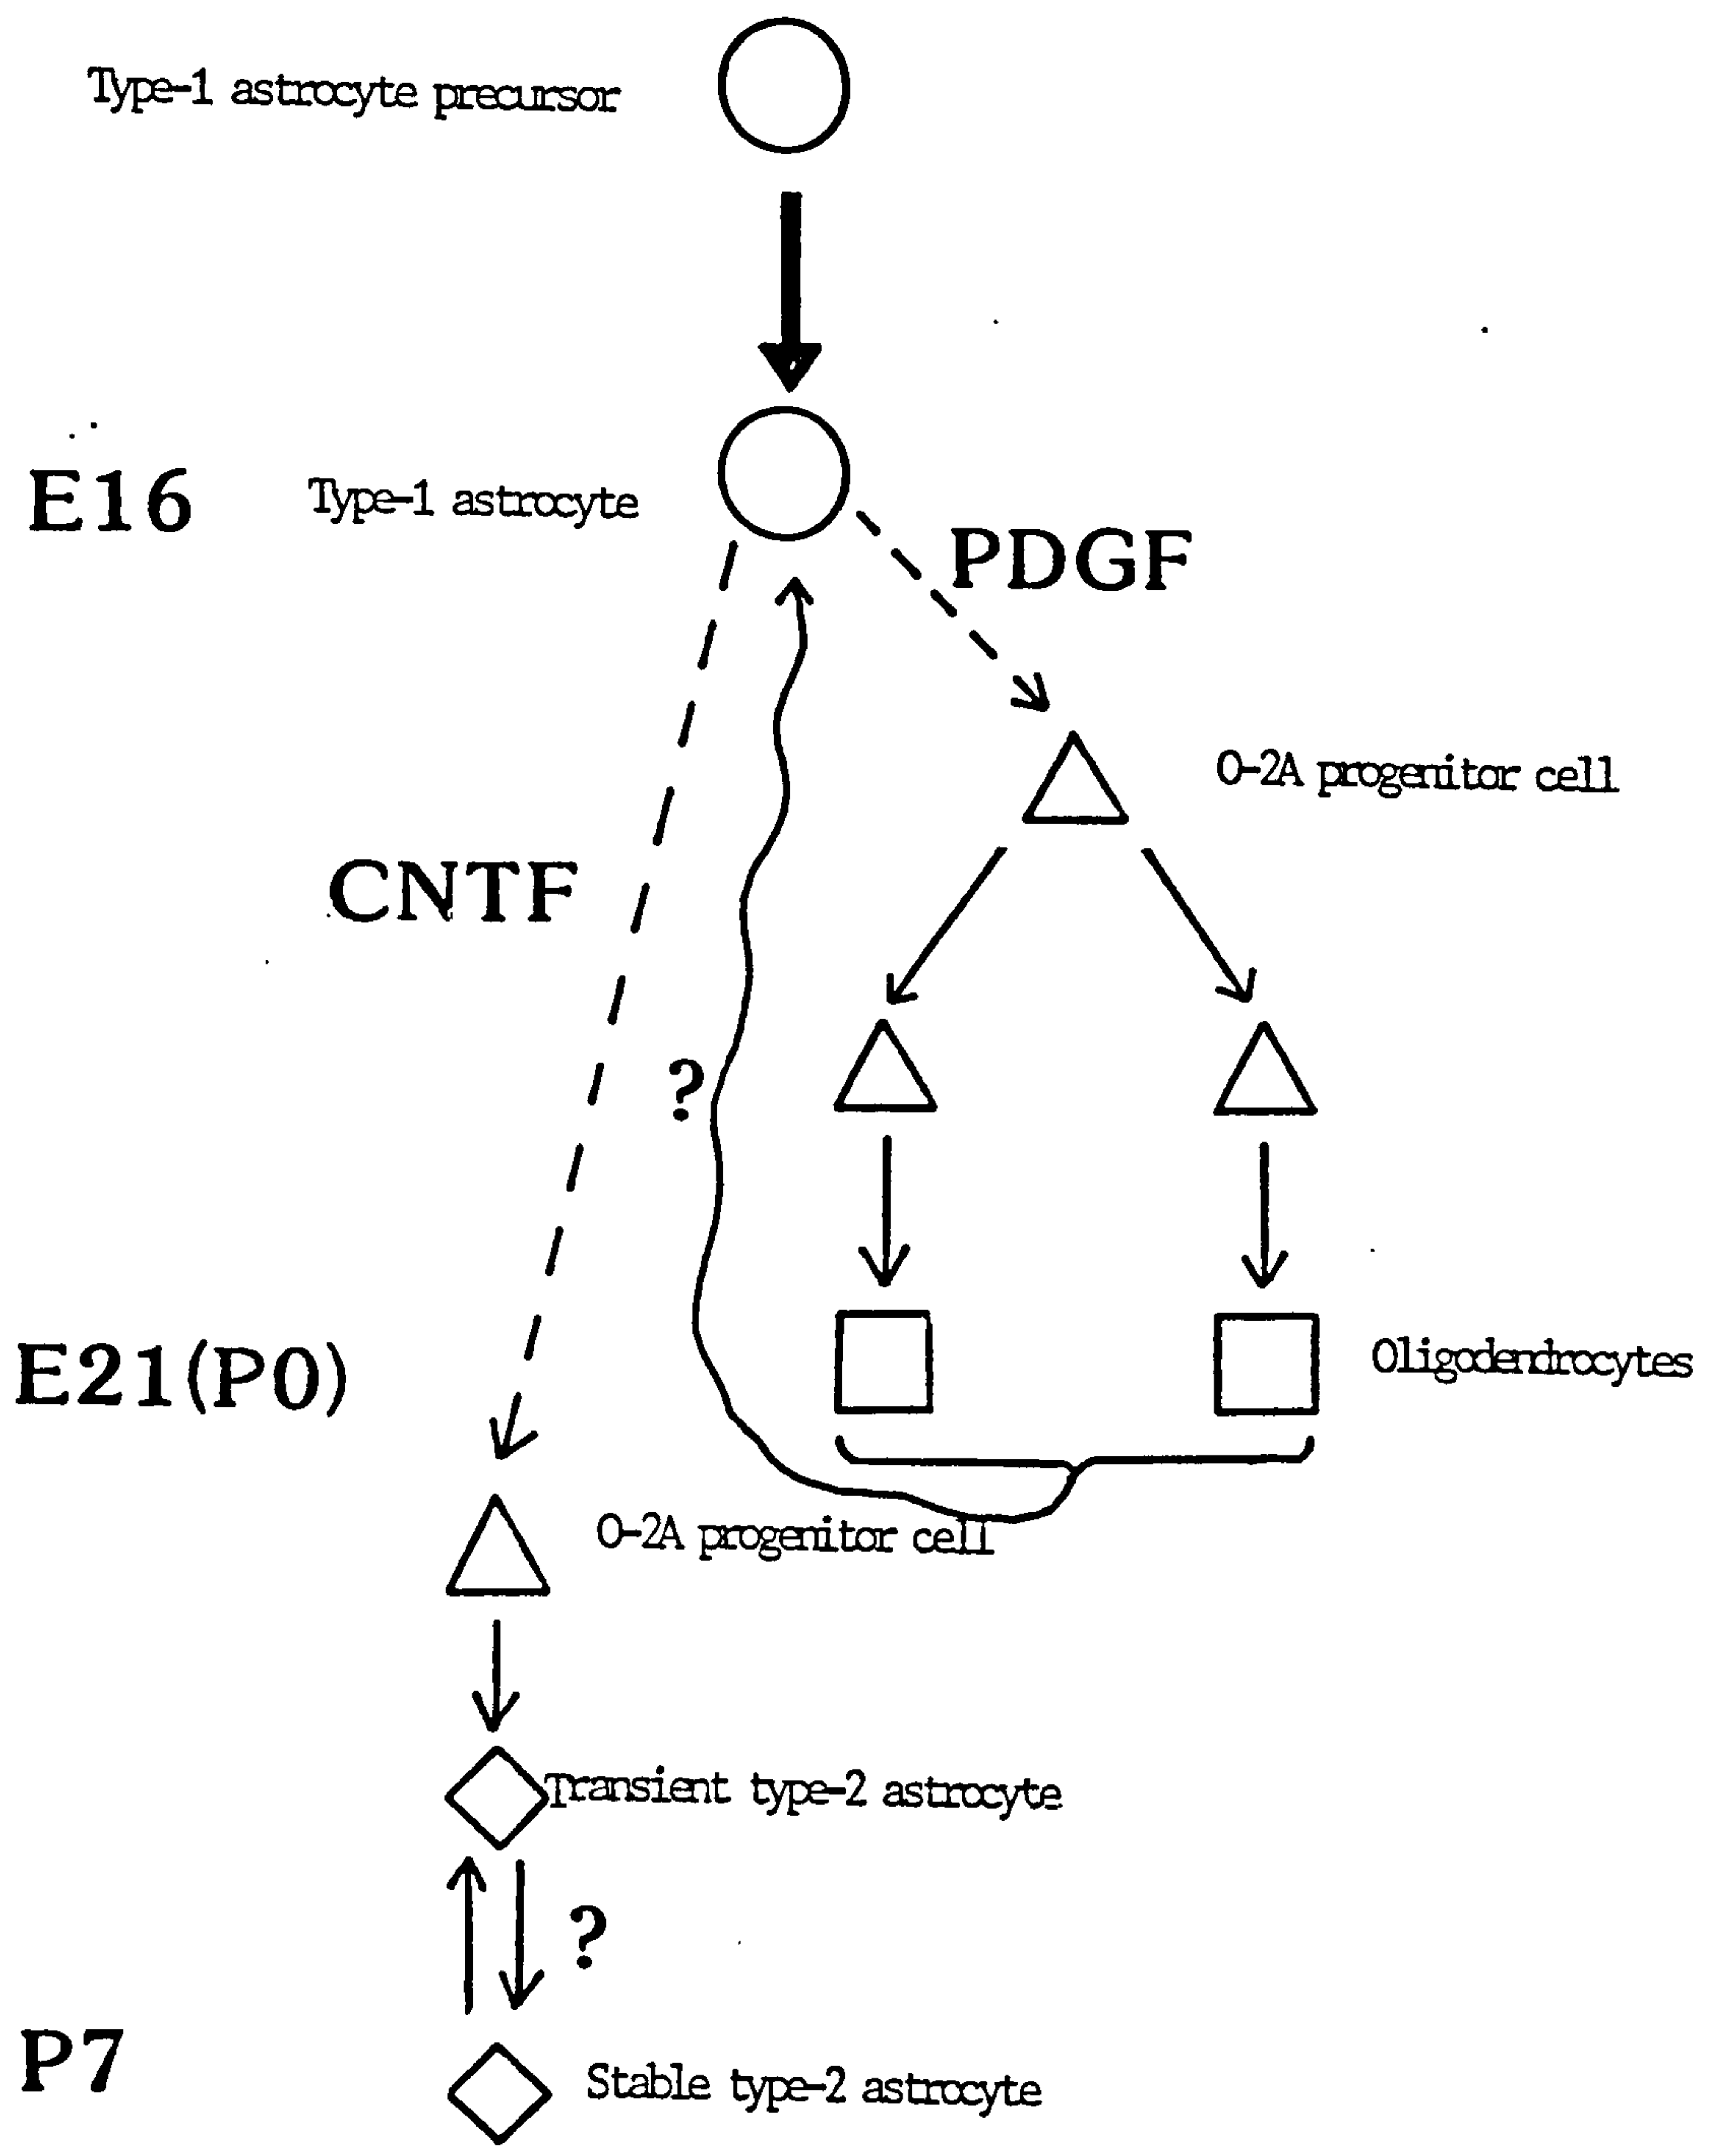 Type-1 astrocyte precursor
E16
Type-1 astrocyte
PDGF
O-2A progenitor cell
CNTF
?
E21(P0)
Oligodendrocytes
O-2A progenitor cell
Transient type-2 astrocyte
?
P7
Stable type-2 astrocyte